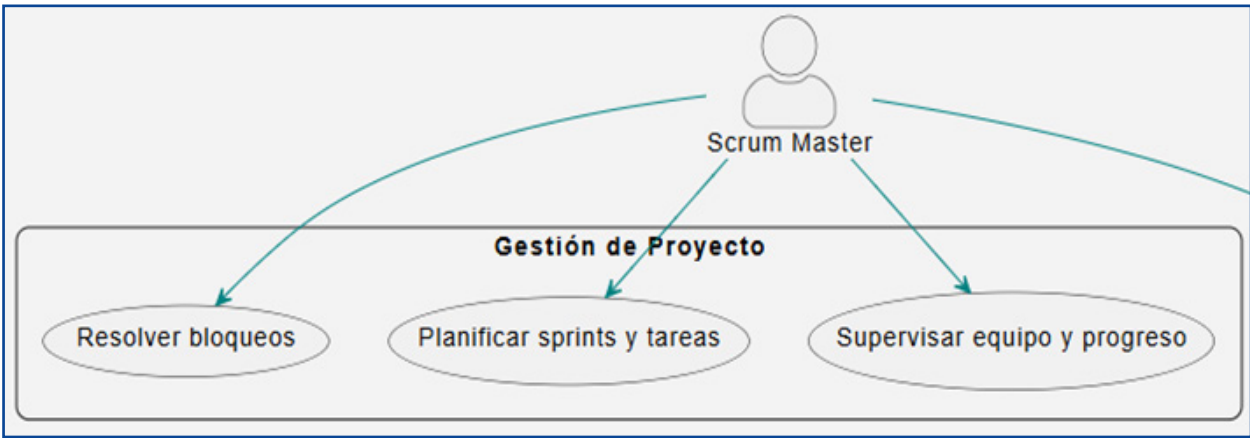 Scrum Master
Gestión de Proyecto
Resolver bloqueos
Planificar sprints y tareas
Supervisar equipo y progreso